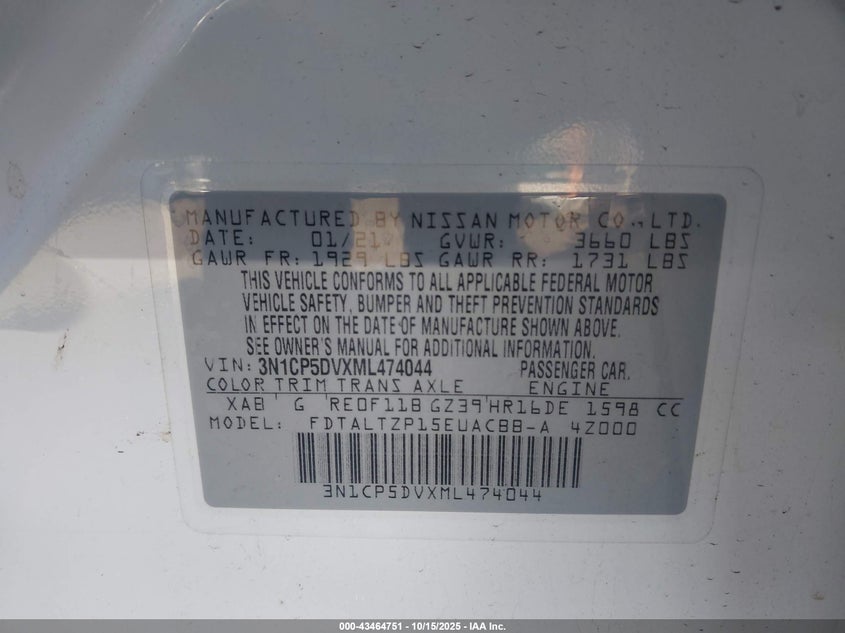 MANUFACTURED BY NISSAN MOTOR CO., LTD.
DATE: 01/21 GVWR: 3660 LBS
GAWR FR: 1929 LBS GAWR RR: 1731 LBS
THIS VEHICLE CONFORMS TO ALL APPLICABLE FEDERAL MOTOR
VEHICLE SAFETY, BUMPER AND THEFT PREVENTION STANDARDS
IN EFFECT ON THE DATE OF MANUFACTURE SHOWN ABOVE.
SEE OWNER'S MANUAL FOR ADDITIONAL INFORMATION.
VIN: 3N1CP5DVXML474044 PASSENGER CAR.
COLOR TRIM TRANS AXLE ENGINE
XAB G RE0F11B GZ39 HR16DE 1598 CC
MODEL: FDTALTZP15EUACBB-A 4Z000
3N1CP5DVXML474044
000-43464751 - 10/15/2025 - IAA Inc.